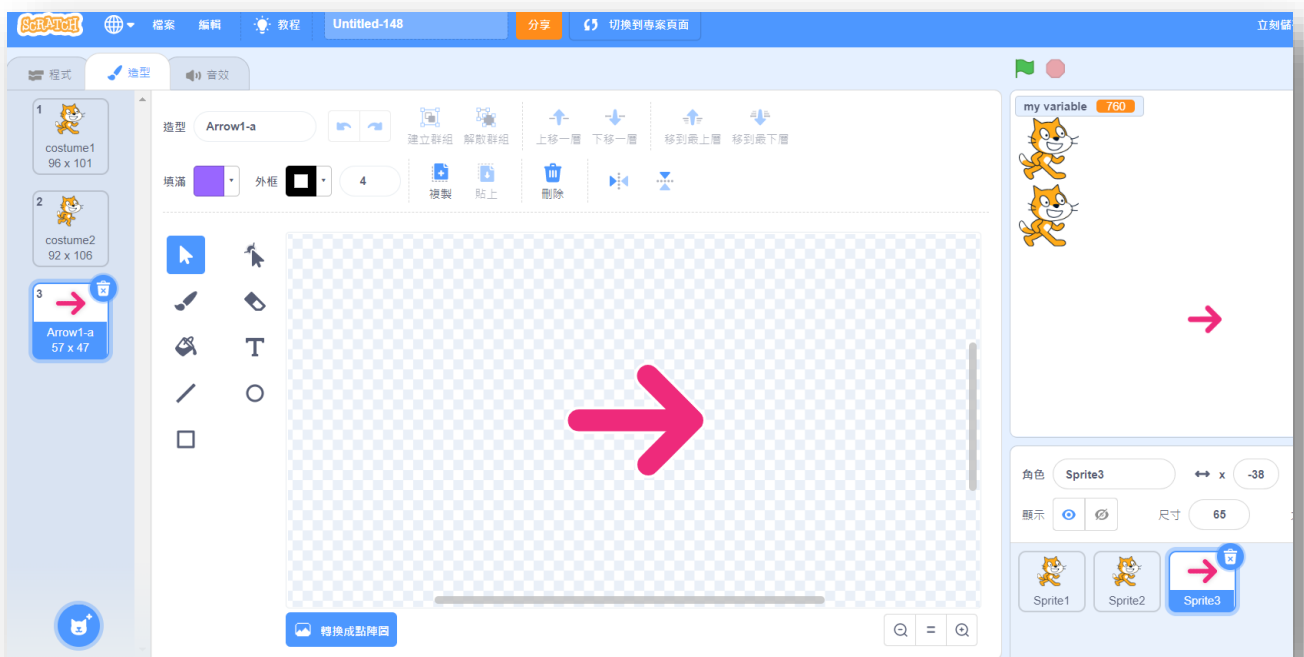 SCRATCH 檔案 編輯 教程 Untitled-148 分享 切換到專案頁面 立刻儲
程式 造型 音效
1
costume1
96 x 101
2
costume2
92 x 106
3
Arrow1-a
57 x 47
造型 Arrow1-a 建立群組 解散群組 上移一層 下移一層 移到最上層 移到最下層
填滿 外框 4 複製 貼上 刪除
T
轉換成點陣圖
=
my variable 760
角色 Sprite3 x -38
顯示 尺寸 65
Sprite1 Sprite2 Sprite3